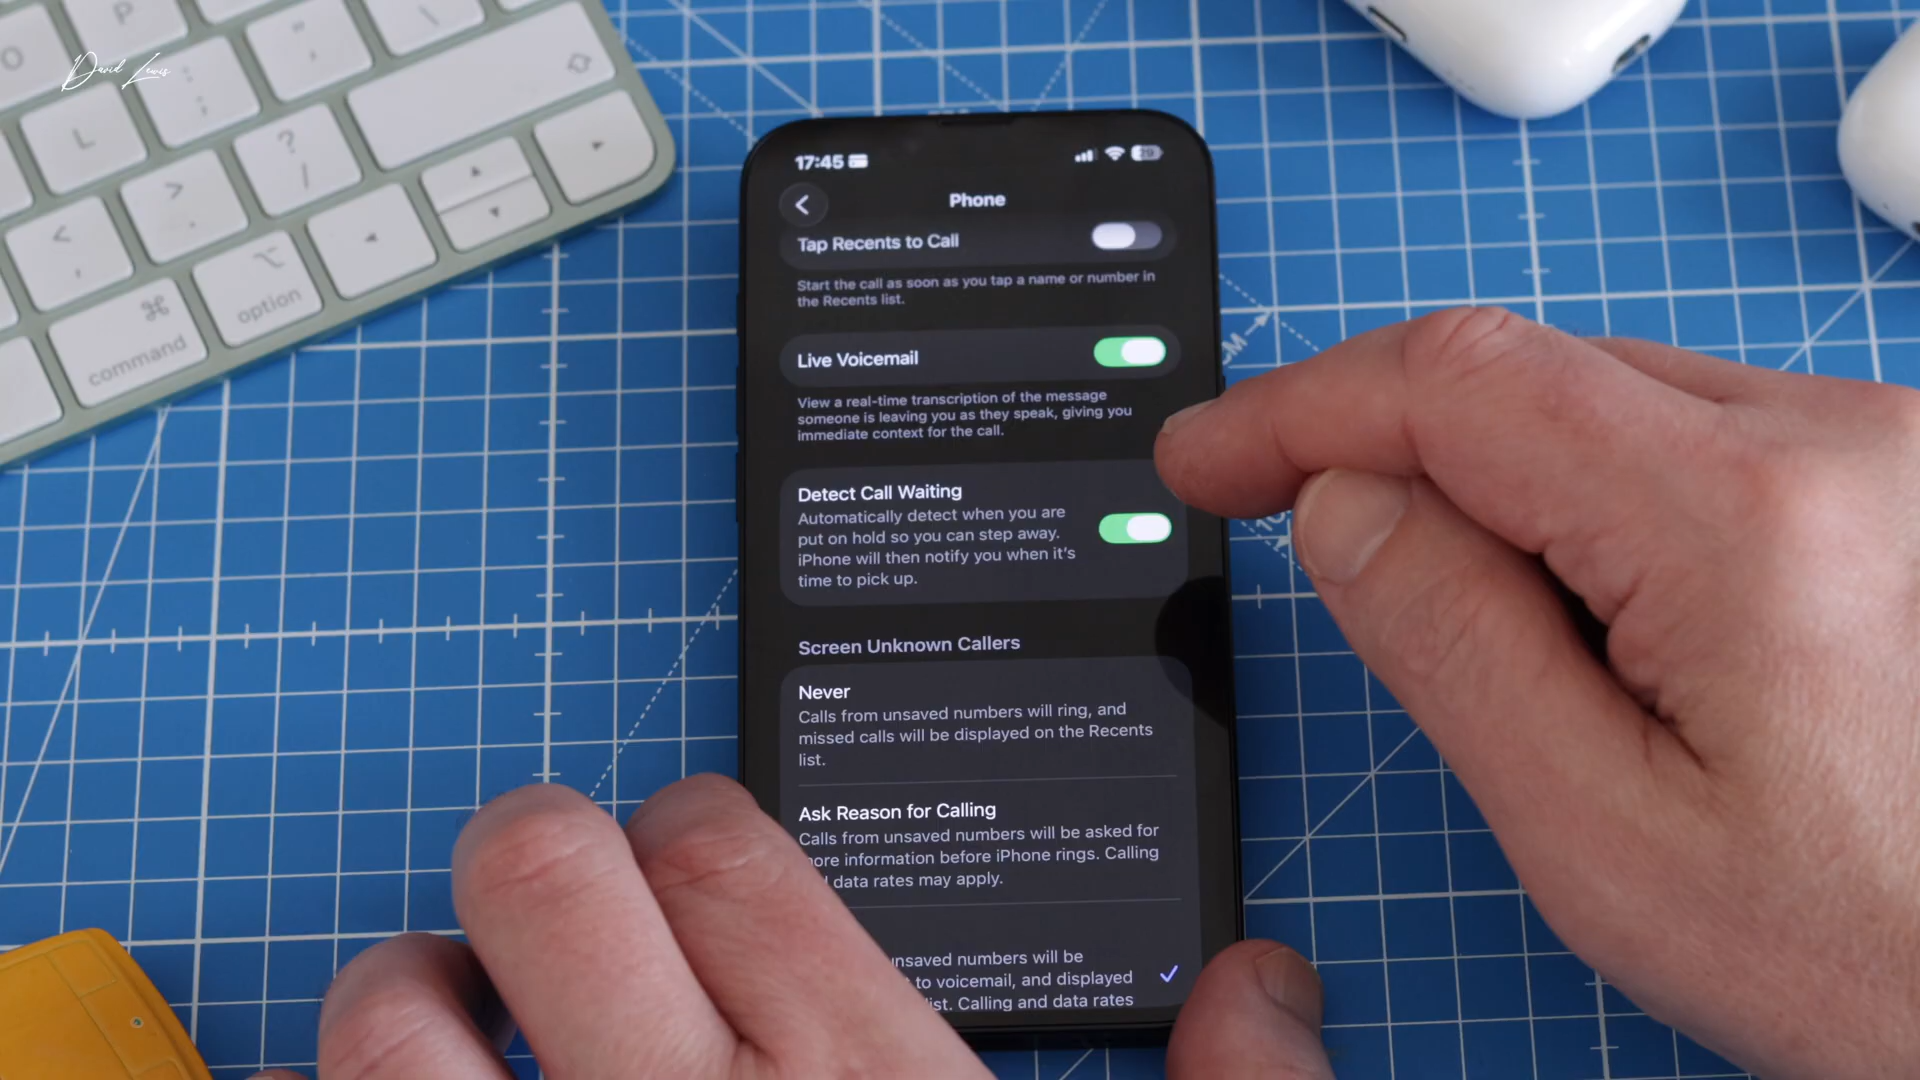 David Lewis
O
P
L
?
/
>
.
<
,
⌘
command
⌥
option
17:45
79
Phone
Tap Recents to Call
Start the call as soon as you tap a name or number in
the Recents list.
Live Voicemail
View a real-time transcription of the message
someone is leaving you as they speak, giving you
immediate context for the call.
Detect Call Waiting
Automatically detect when you are
put on hold so you can step away.
iPhone will then notify you when it's
time to pick up.
Screen Unknown Callers
Never
Calls from unsaved numbers will ring, and
missed calls will be displayed on the Recents
list.
Ask Reason for Calling
Calls from unsaved numbers will be asked for
more information before iPhone rings. Calling
data rates may apply.
unsaved numbers will be
to voicemail, and displayed
list. Calling and data rates